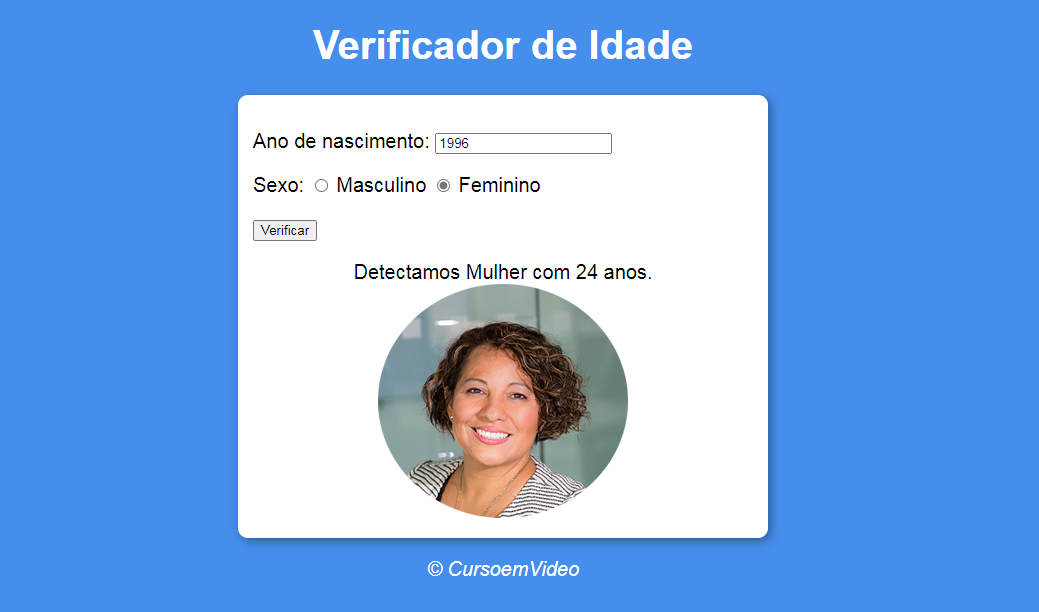 Verificador de Idade
Ano de nascimento: 1996
Sexo: Masculino Feminino
Verificar
Detectamos Mulher com 24 anos.
© CursoemVideo